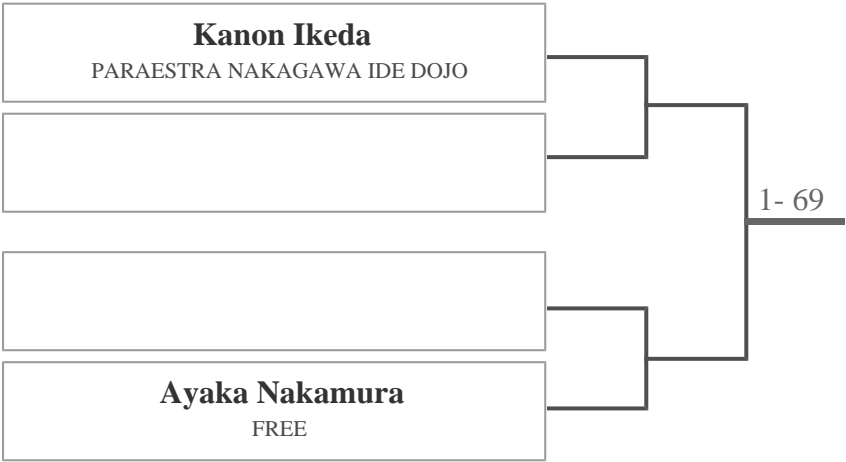 Kanon Ikeda
PARAESTRA NAKAGAWA IDE DOJO
1- 69
Ayaka Nakamura
FREE